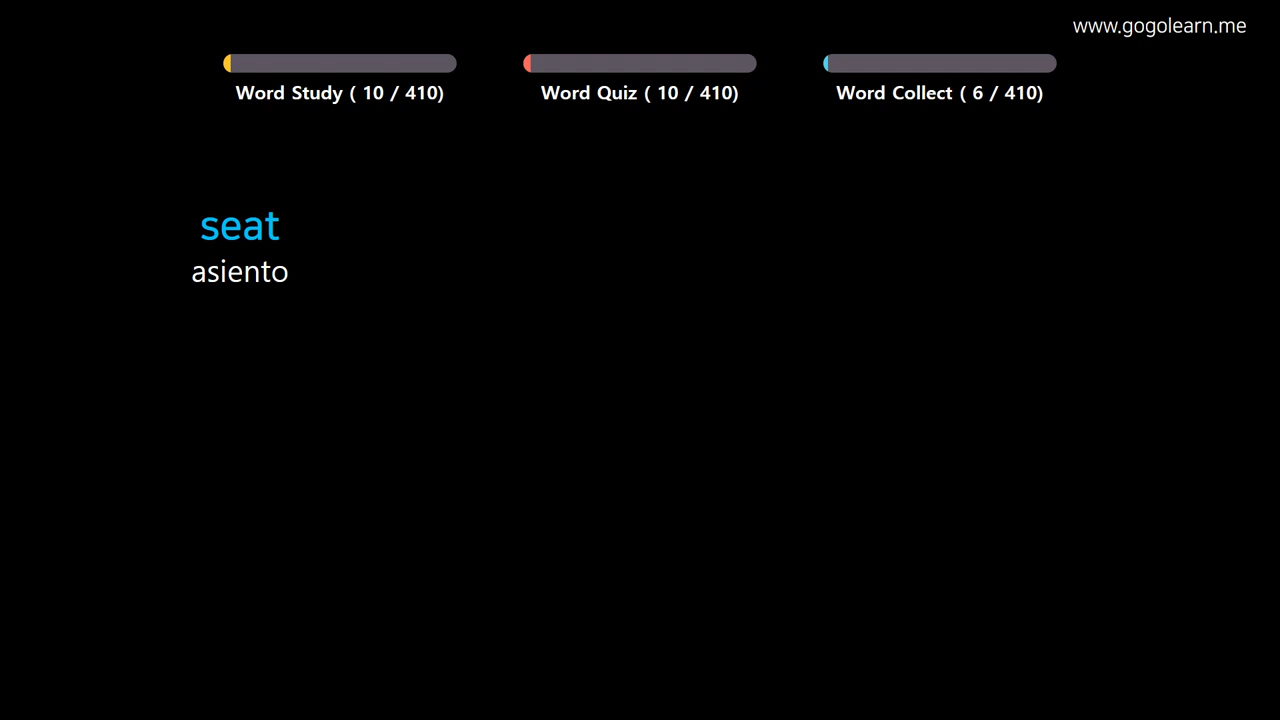 www.gogolearn.me
Word Study ( 10 / 410)
Word Quiz ( 10 / 410)
Word Collect ( 6 / 410)
seat
asiento